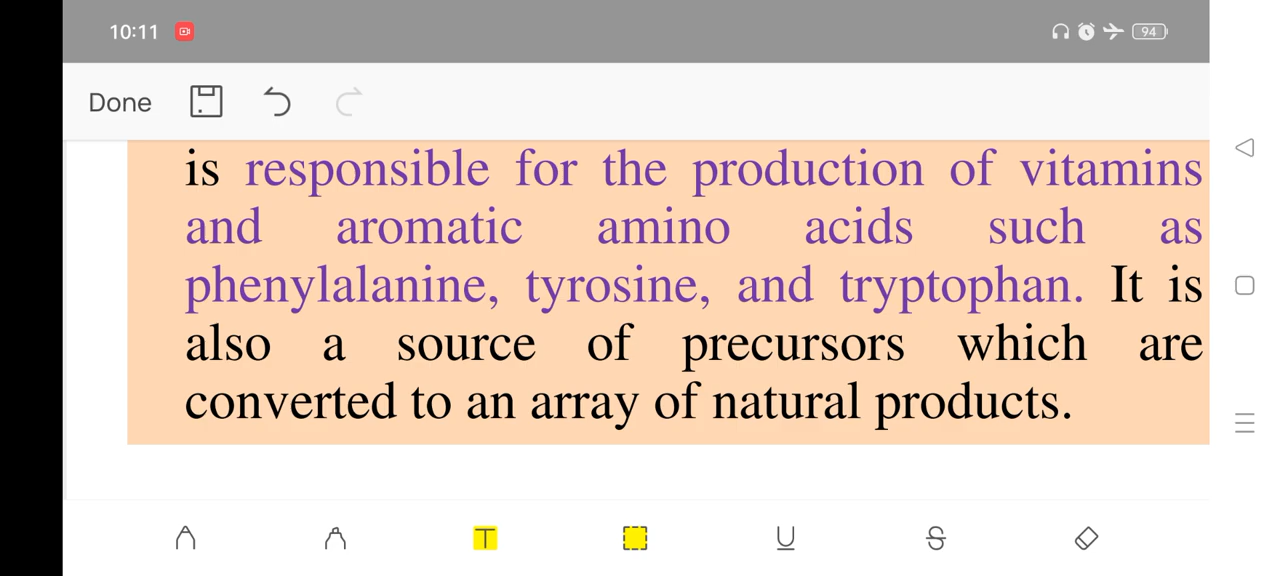 10:11
94
Done
is responsible for the production of vitamins
and aromatic amino acids such as
phenylalanine, tyrosine, and tryptophan. It is
also a source of precursors which are
converted to an array of natural products.
T
U
S